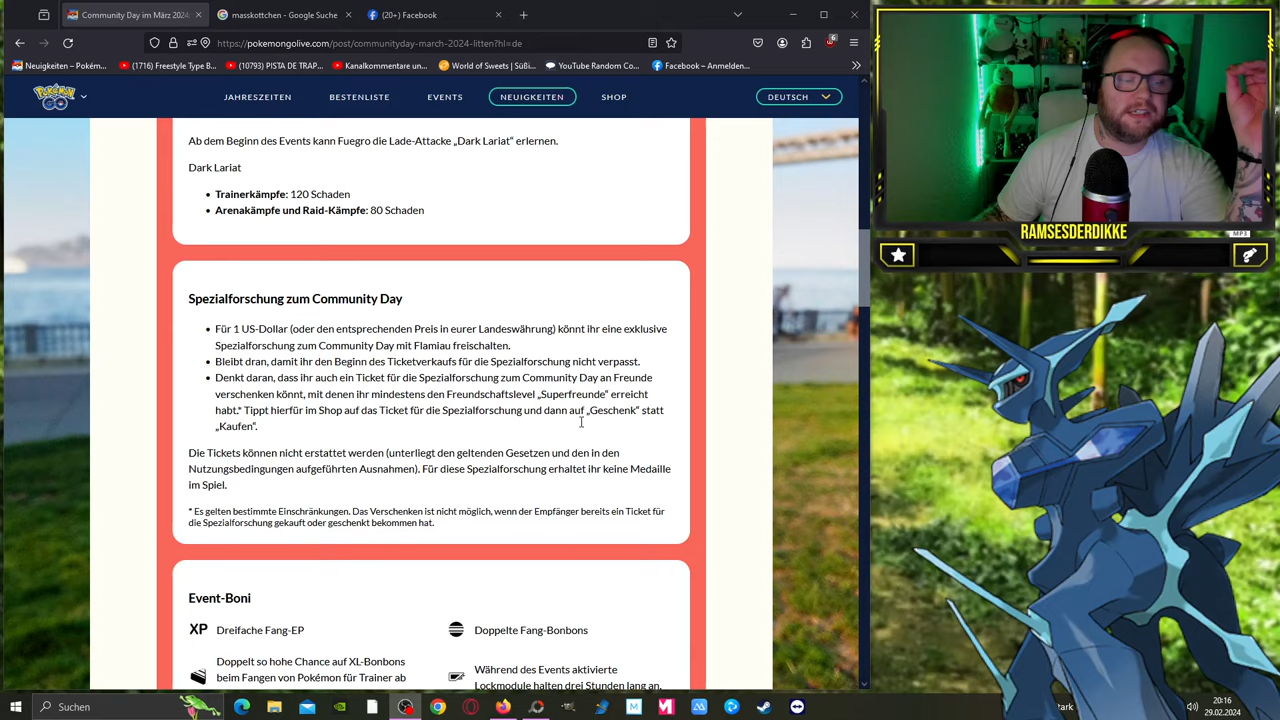 Community Day im März 2024:
masskottchen - Google Suche
(20+) Facebook
https://pokemongolive.com/post/communityday-march-2024-litten?hl=de
6
Neuigkeiten – Pokém...
(1716) Freestyle Type B...
(10793) PISTA DE TRAP...
Kanalkommentare un...
World of Sweets | Süßi...
YouTube Random Co...
Facebook – Anmelden...
POKÉMON GO
JAHRESZEITEN
BESTENLISTE
EVENTS
NEUIGKEITEN
SHOP
DEUTSCH
Ab dem Beginn des Events kann Fuegro die Lade-Attacke „Dark Lariat“ erlernen.
Dark Lariat
• Trainerkämpfe: 120 Schaden
• Arenakämpfe und Raid-Kämpfe: 80 Schaden
Spezialforschung zum Community Day
• Für 1 US-Dollar (oder den entsprechenden Preis in eurer Landeswährung) könnt ihr eine exklusive
Spezialforschung zum Community Day mit Flamiau freischalten.
• Bleibt dran, damit ihr den Beginn des Ticketverkaufs für die Spezialforschung nicht verpasst.
• Denkt daran, dass ihr auch ein Ticket für die Spezialforschung zum Community Day an Freunde
verschenken könnt, mit denen ihr mindestens den Freundschaftslevel „Superfreunde“ erreicht
habt.* Tippt hierfür im Shop auf das Ticket für die Spezialforschung und dann auf „Geschenk“ statt
„Kaufen“.
Die Tickets können nicht erstattet werden (unterliegt den geltenden Gesetzen und den in den
Nutzungsbedingungen aufgeführten Ausnahmen). Für diese Spezialforschung erhaltet ihr keine Medaille
im Spiel.
* Es gelten bestimmte Einschränkungen. Das Verschenken ist nicht möglich, wenn der Empfänger bereits ein Ticket für
die Spezialforschung gekauft oder geschenkt bekommen hat.
Event-Boni
XP Dreifache Fang-EP
Doppelte Fang-Bonbons
Doppelt so hohe Chance auf XL-Bonbons
beim Fangen von Pokémon für Trainer ab
Während des Events aktivierte
Lockmodule halten drei Stunden lang an.
RAMSESDERDIKKE
MP3
Suchen
tark
20:16
29.02.2024